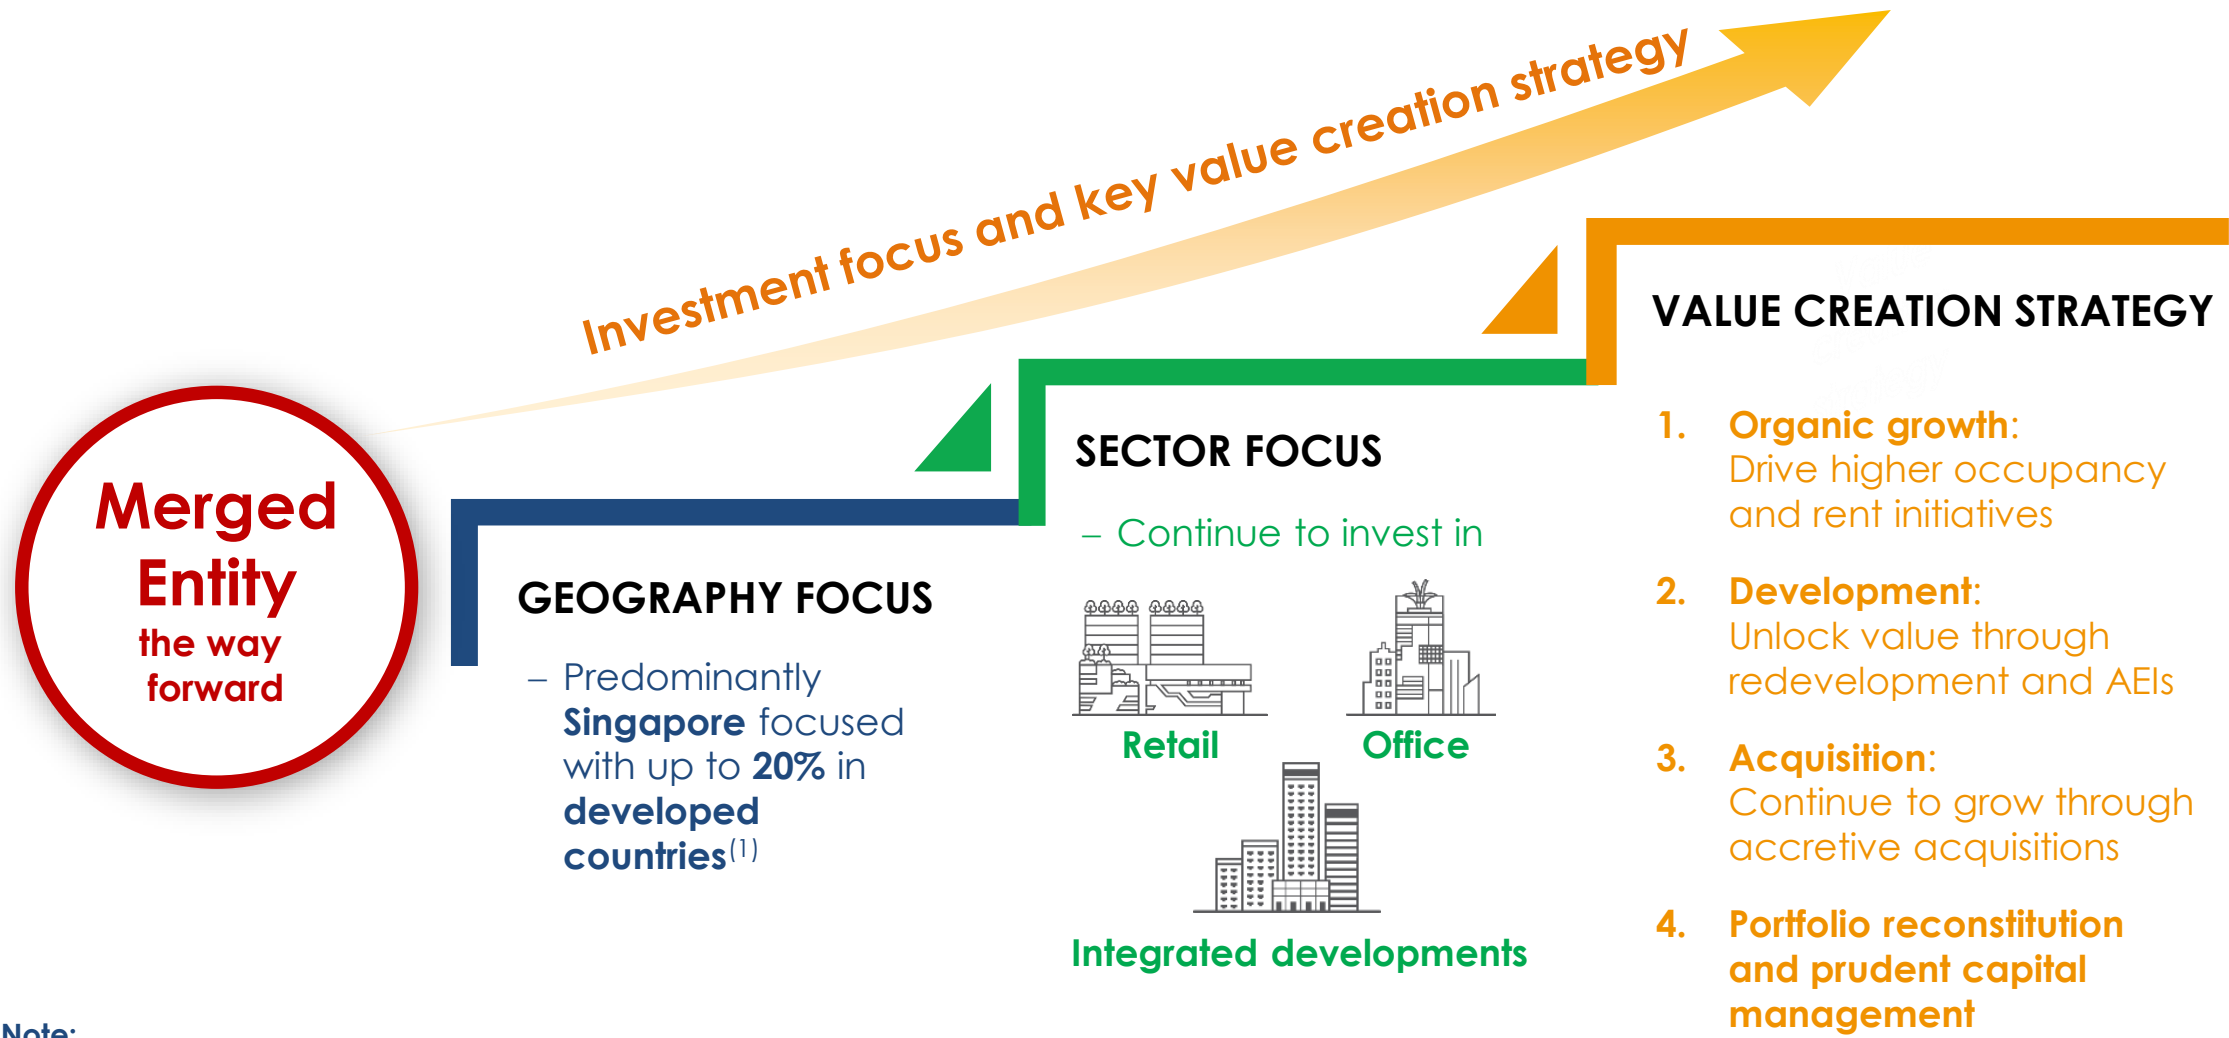 Investment focus and key value creation strategy
Merged
Entity
the way
forward
GEOGRAPHY FOCUS
– Predominantly
Singapore focused
with up to 20% in
developed
countries(1)
SECTOR FOCUS
– Continue to invest in
Retail
Office
Integrated developments
VALUE CREATION STRATEGY
1. Organic growth:
Drive higher occupancy
and rent initiatives
2. Development:
Unlock value through
redevelopment and AEIs
3. Acquisition:
Continue to grow through
accretive acquisitions
4. Portfolio reconstitution
and prudent capital
management
Note: